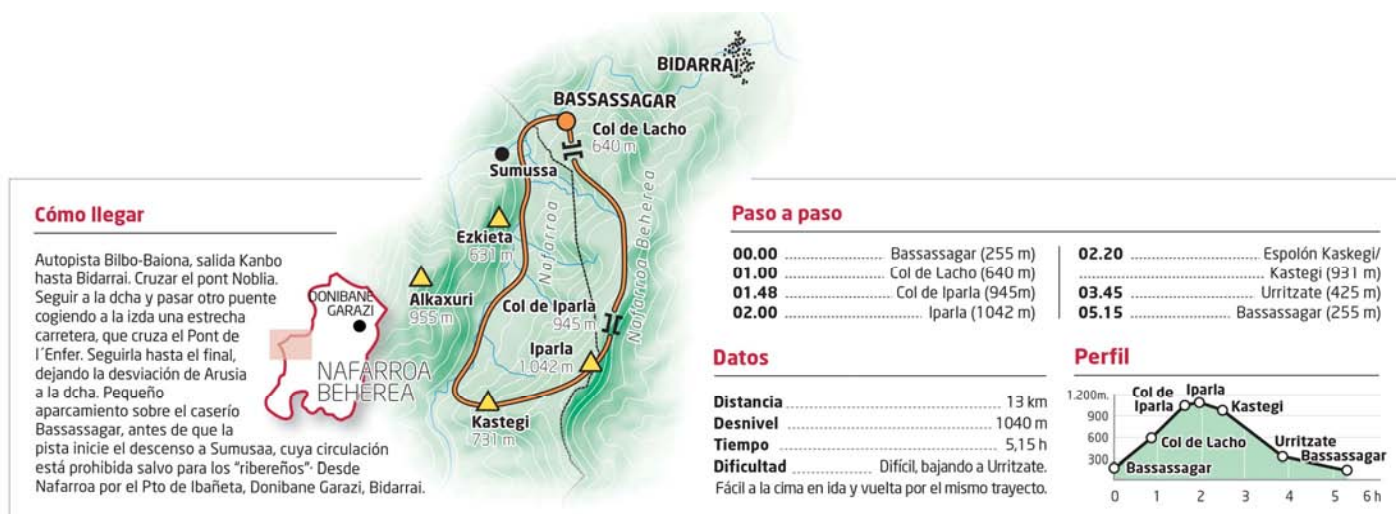 BIDARRAI
BASSASSAGAR
Col de Lacho
640 m
Sumussa
Ezkieta
631 m
Nafarroa
Nafarroa Beherea
Alkaxuri
955 m
Col de Iparla
945 m
Iparla
1.042 m
Kastegi
731 m
Cómo llegar
Autopista Bilbo-Baiona, salida Kanbo
hasta Bidarrai. Cruzar el pont Noblia.
Seguir a la dcha y pasar otro puente
cogiendo a la izda una estrecha
carretera, que cruza el Pont de
l´Enfer. Seguirla hasta el final,
dejando la desviación de Arusia
a la dcha. Pequeño
aparcamiento sobre el caserío
Bassassagar, antes de que la
pista inicie el descenso a Sumusaa, cuya circulación
está prohibida salvo para los "ribereños"· Desde
Nafarroa por el Pto de Ibañeta, Donibane Garazi, Bidarrai.
DONIBANE
GARAZI
NAFARROA
BEHEREA
Paso a paso
00.00 Bassassagar (255 m)
01.00 Col de Lacho (640 m)
01.48 Col de Iparla (945m)
02.00 Iparla (1042 m)
02.20 Espolón Kaskegi/
Kastegi (931 m)
03.45 Urritzate (425 m)
05.15 Bassassagar (255 m)
Datos
Distancia 13 km
Desnivel 1040 m
Tiempo 5,15 h
Dificultad Difícil, bajando a Urritzate.
Fácil a la cima en ida y vuelta por el mismo trayecto.
Perfil
1.200m.
900
600
300
Col de
Iparla
Iparla
Kastegi
Col de Lacho
Urritzate
Bassassagar
Bassassagar
0 1 2 3 4 5 6 h